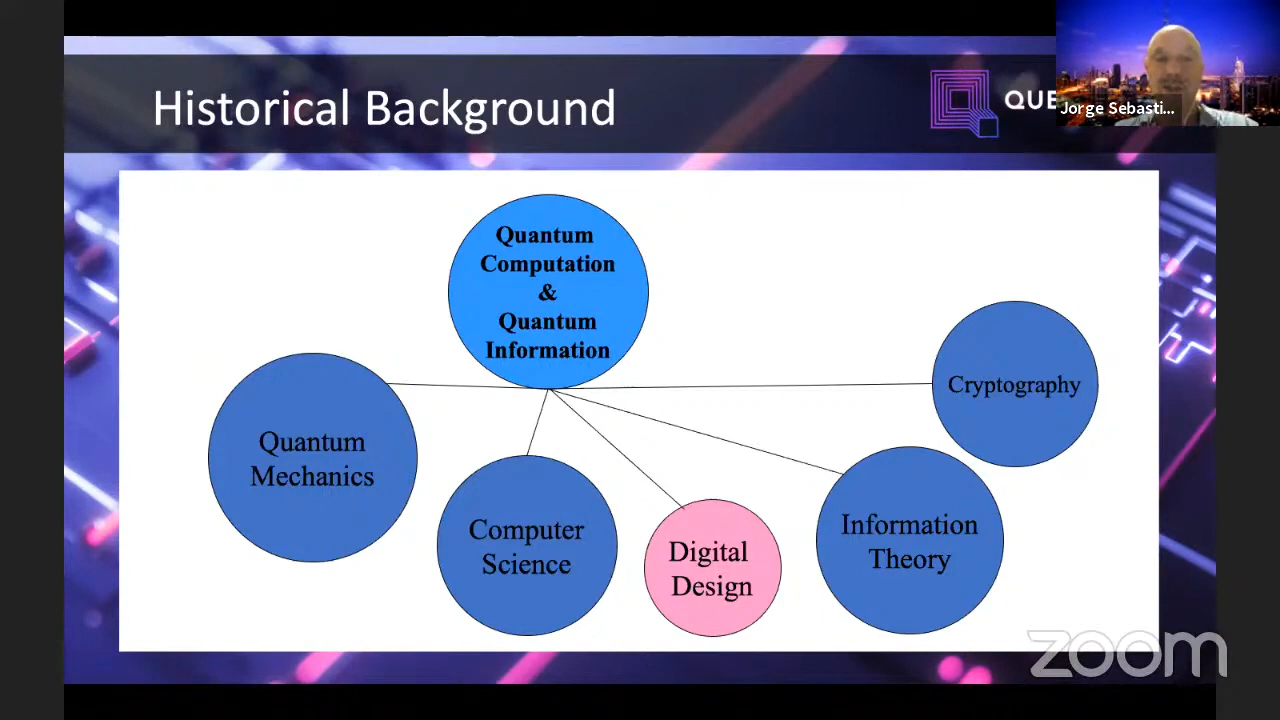 Historical Background
QUE
Jorge Sebasti...
Quantum
Computation
&
Quantum
Information
Cryptography
Quantum
Mechanics
Computer
Science
Digital
Design
Information
Theory
zoom